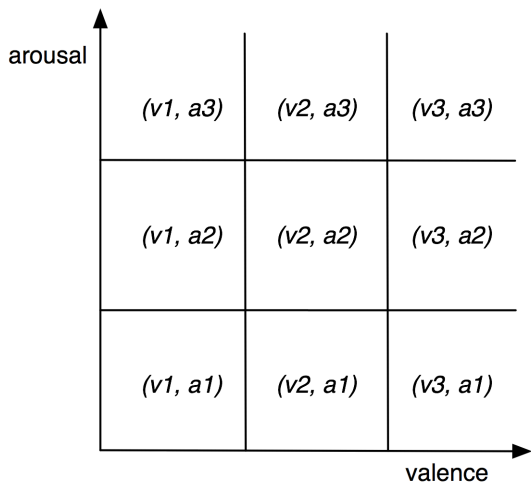 arousal
(v1, a3) (v2, a3) (v3, a3)
(v1, a2) (v2, a2) (v3, a2)
(v1, a1) (v2, a1) (v3, a1)
valence